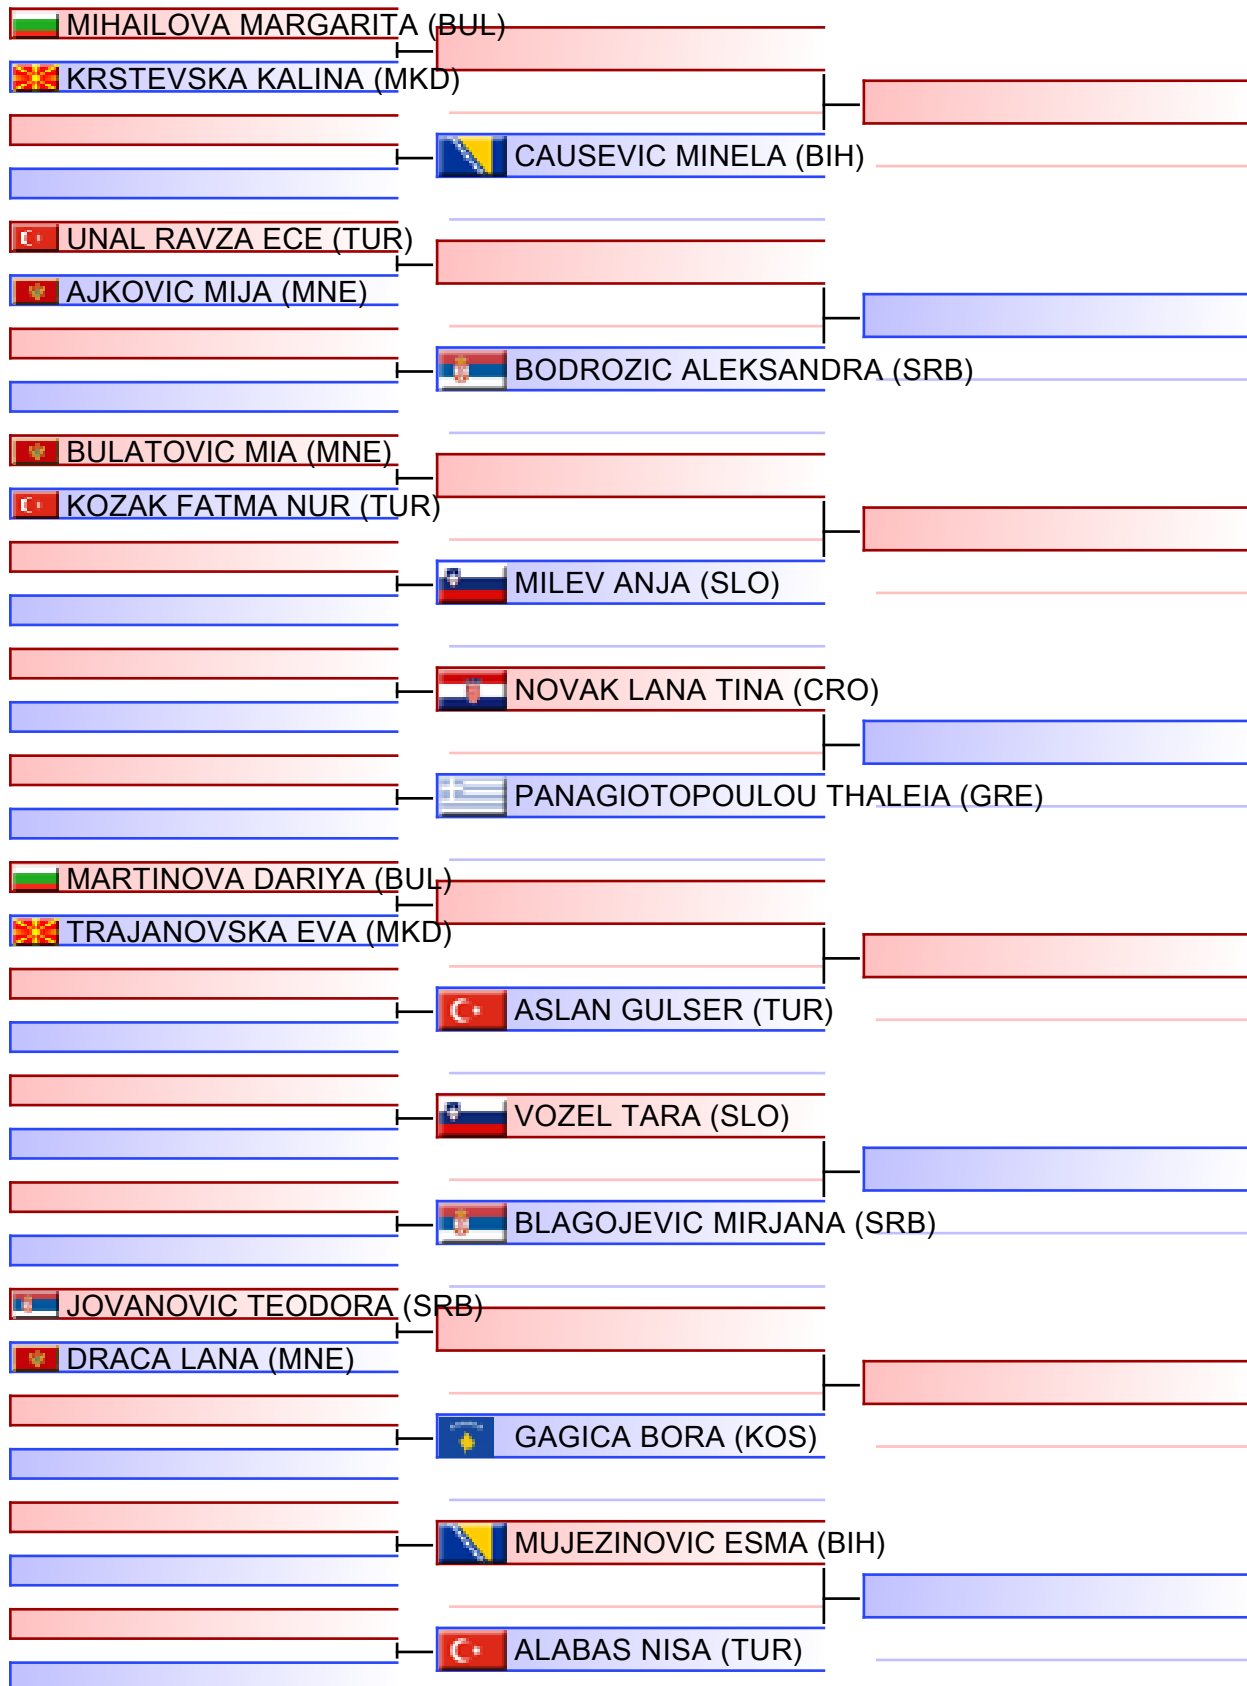 MIHAILOVA MARGARITA (BUL)
KRSTEVSKA KALINA (MKD)
CAUSEVIC MINELA (BIH)
UNAL RAVZA ECE (TUR)
AJKOVIC MIJA (MNE)
BODROZIC ALEKSANDRA (SRB)
BULATOVIC MIA (MNE)
KOZAK FATMA NUR (TUR)
MILEV ANJA (SLO)
NOVAK LANA TINA (CRO)
PANAGIOTOPOULOU THALEIA (GRE)
MARTINOVA DARIYA (BUL)
TRAJANOVSKA EVA (MKD)
ASLAN GULSER (TUR)
VOZEL TARA (SLO)
BLAGOJEVIC MIRJANA (SRB)
JOVANOVIC TEODORA (SRB)
DRACA LANA (MNE)
GAGICA BORA (KOS)
MUJEZINOVIC ESMA (BIH)
ALABAS NISA (TUR)